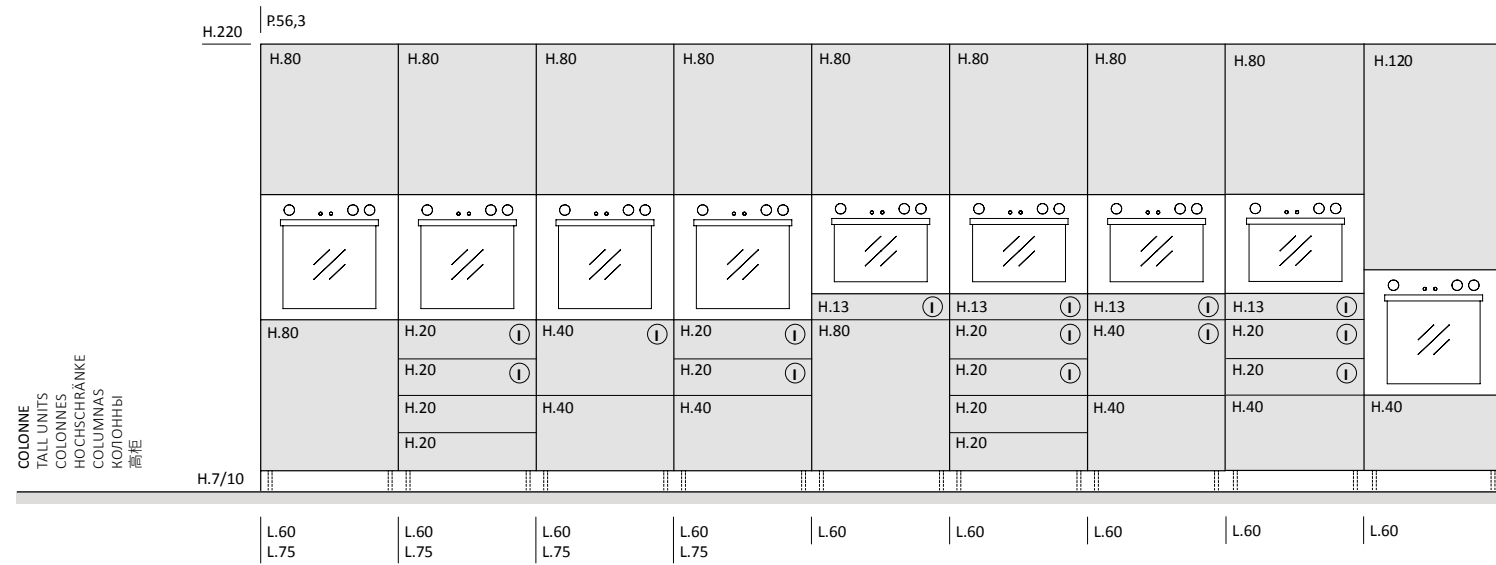 P.56,3
H.220
H.80 H.80 H.80 H.80 H.80 H.80 H.80 H.80 H.120
H.13 H.13 H.13 H.13
H.80 H.20 H.40 H.20 H.80 H.20 H.40 H.20
H.20 H.20 H.20 H.20
H.20 H.40 H.40 H.20 H.40 H.40 H.40
H.20 H.20
H.7/10
COLONNE
TALL UNITS
COLONNES
HOCHSCHRÄNKE
COLUMNAS
КОЛОННЫ
高柜
L.60 L.60 L.60 L.60 L.60 L.60 L.60 L.60 L.60
L.75 L.75 L.75 L.75